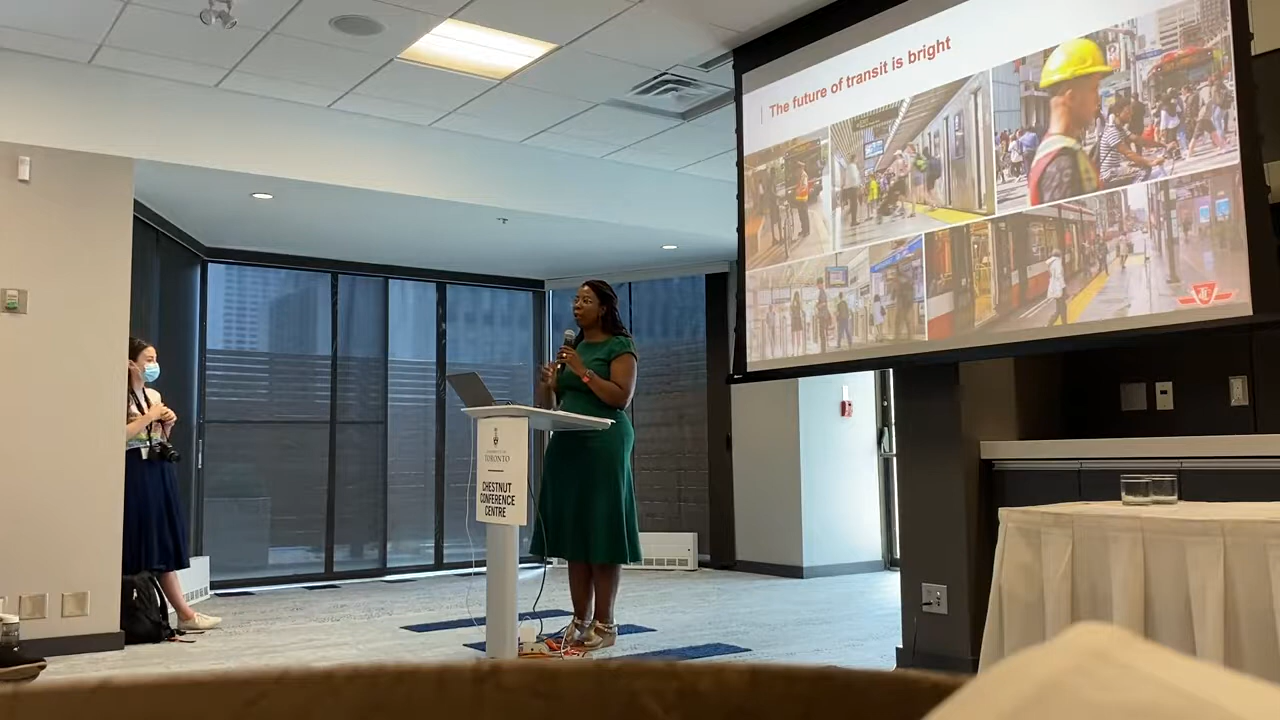 The future of transit is bright
TORONTO
CHESTNUT
CONFERENCE
CENTRE